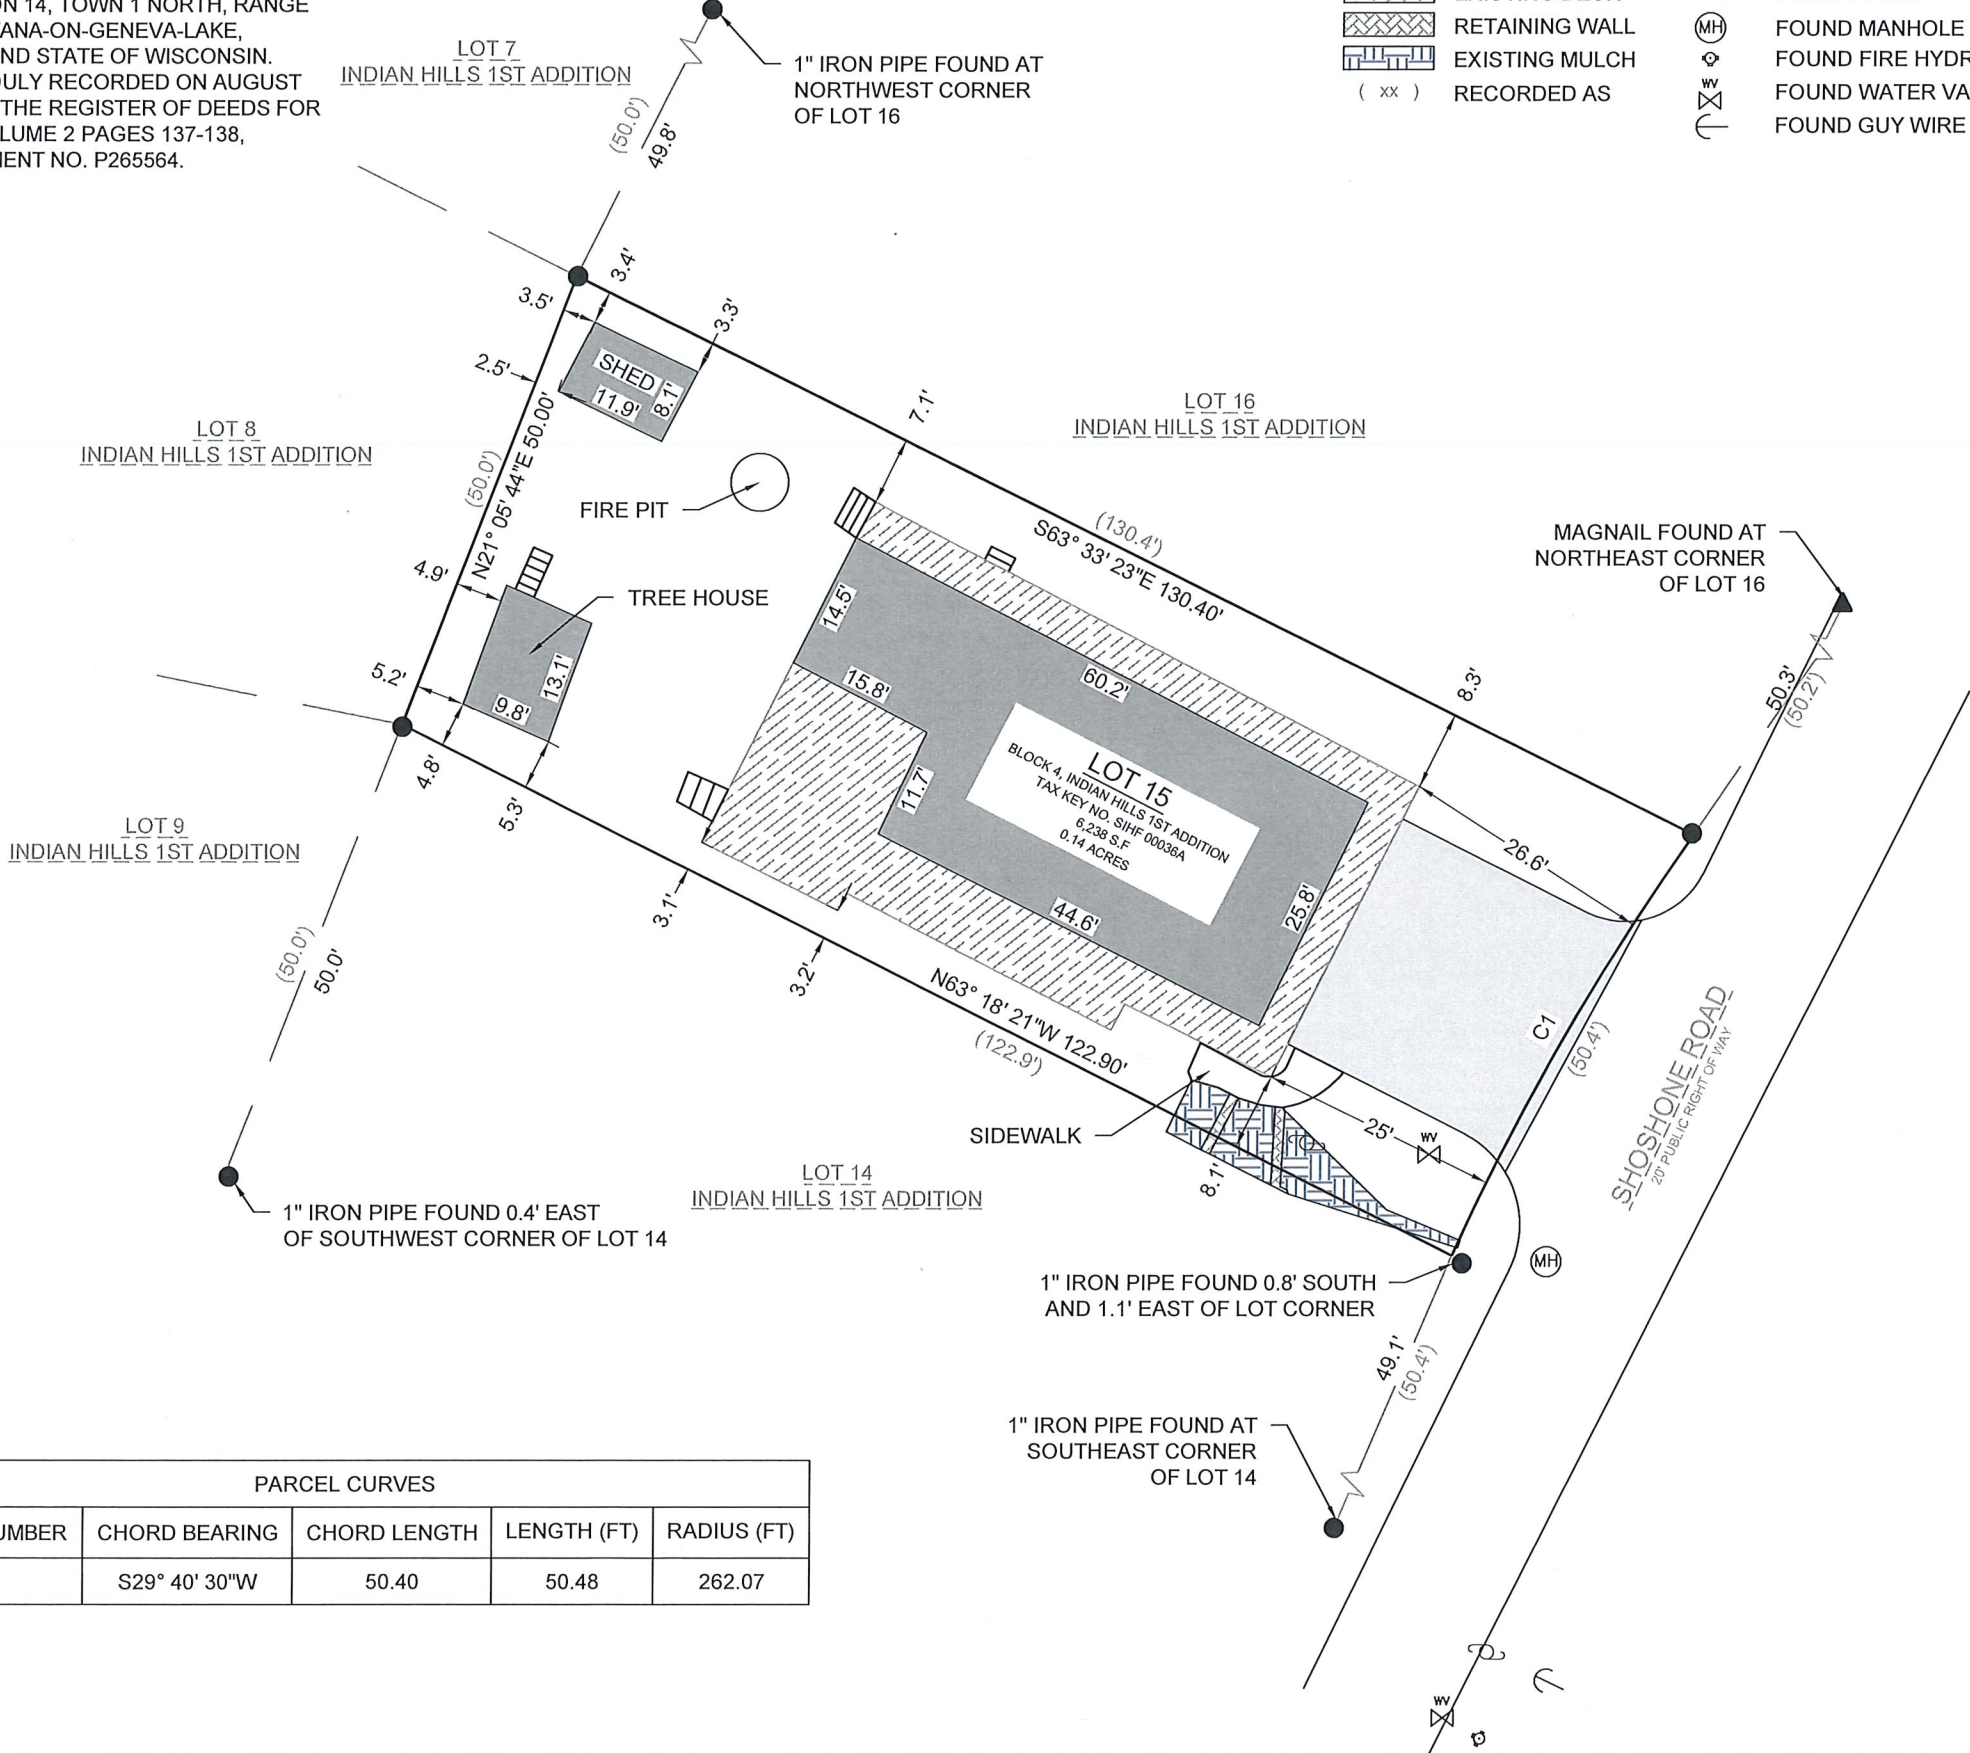 ON 14, TOWN 1 NORTH, RANGE
ANA-ON-GENEVA-LAKE,
ND STATE OF WISCONSIN.
ULY RECORDED ON AUGUST
THE REGISTER OF DEEDS FOR
LUME 2 PAGES 137-138,
MENT NO. P265564.
LOT 7
INDIAN HILLS 1ST ADDITION
1" IRON PIPE FOUND AT
NORTHWEST CORNER
OF LOT 16
RETAINING WALL
EXISTING MULCH
( xx ) RECORDED AS
MH FOUND MANHOLE
FOUND FIRE HYDR
WV FOUND WATER VA
FOUND GUY WIRE
(50.0')
49.8'
3.4'
3.5'
3.3'
2.5'
SHED
11.9'
8.1'
7.1'
LOT 16
INDIAN HILLS 1ST ADDITION
LOT 8
INDIAN HILLS 1ST ADDITION
(50.0')
N21° 05' 44"E 50.00'
FIRE PIT
(130.4')
S63° 33' 23"E 130.40'
MAGNAIL FOUND AT
NORTHEAST CORNER
OF LOT 16
4.9'
TREE HOUSE
14.5'
5.2'
13.1'
9.8'
15.8'
60.2'
8.3'
50.3'
(50.2')
4.8'
5.3'
11.7'
LOT 15
BLOCK 4, INDIAN HILLS 1ST ADDITION
TAX KEY NO. SIHF 00036A
6,238 S.F
0.14 ACRES
26.6'
LOT 9
INDIAN HILLS 1ST ADDITION
3.1'
44.6'
25.8'
(50.0')
50.0'
3.2'
N63° 18' 21"W 122.90'
(122.9')
C1
(50.4')
SHOSHONE ROAD
20' PUBLIC RIGHT OF WAY
SIDEWALK
25'
WV
8.1'
LOT 14
INDIAN HILLS 1ST ADDITION
1" IRON PIPE FOUND 0.4' EAST
OF SOUTHWEST CORNER OF LOT 14
MH
1" IRON PIPE FOUND 0.8' SOUTH
AND 1.1' EAST OF LOT CORNER
49.1'
(50.4')
1" IRON PIPE FOUND AT
SOUTHEAST CORNER
OF LOT 14
PARCEL CURVES
UMBER CHORD BEARING CHORD LENGTH LENGTH (FT) RADIUS (FT)
S29° 40' 30"W 50.40 50.48 262.07
WV